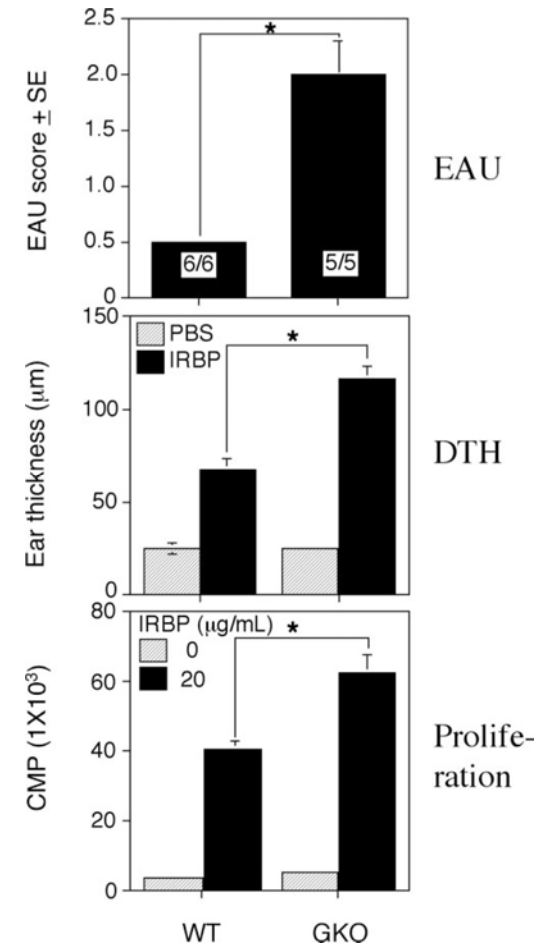 2.5
*
2.0
1.5
1.0
0.5
0
EAU score ± SE
6/6
5/5
EAU
150
PBS
IRBP
*
100
50
0
Ear thickness (μm)
DTH
80
IRBP (μg/mL)
0
20
*
60
40
20
0
CMP (1X10³)
Prolife-
ration
WT GKO